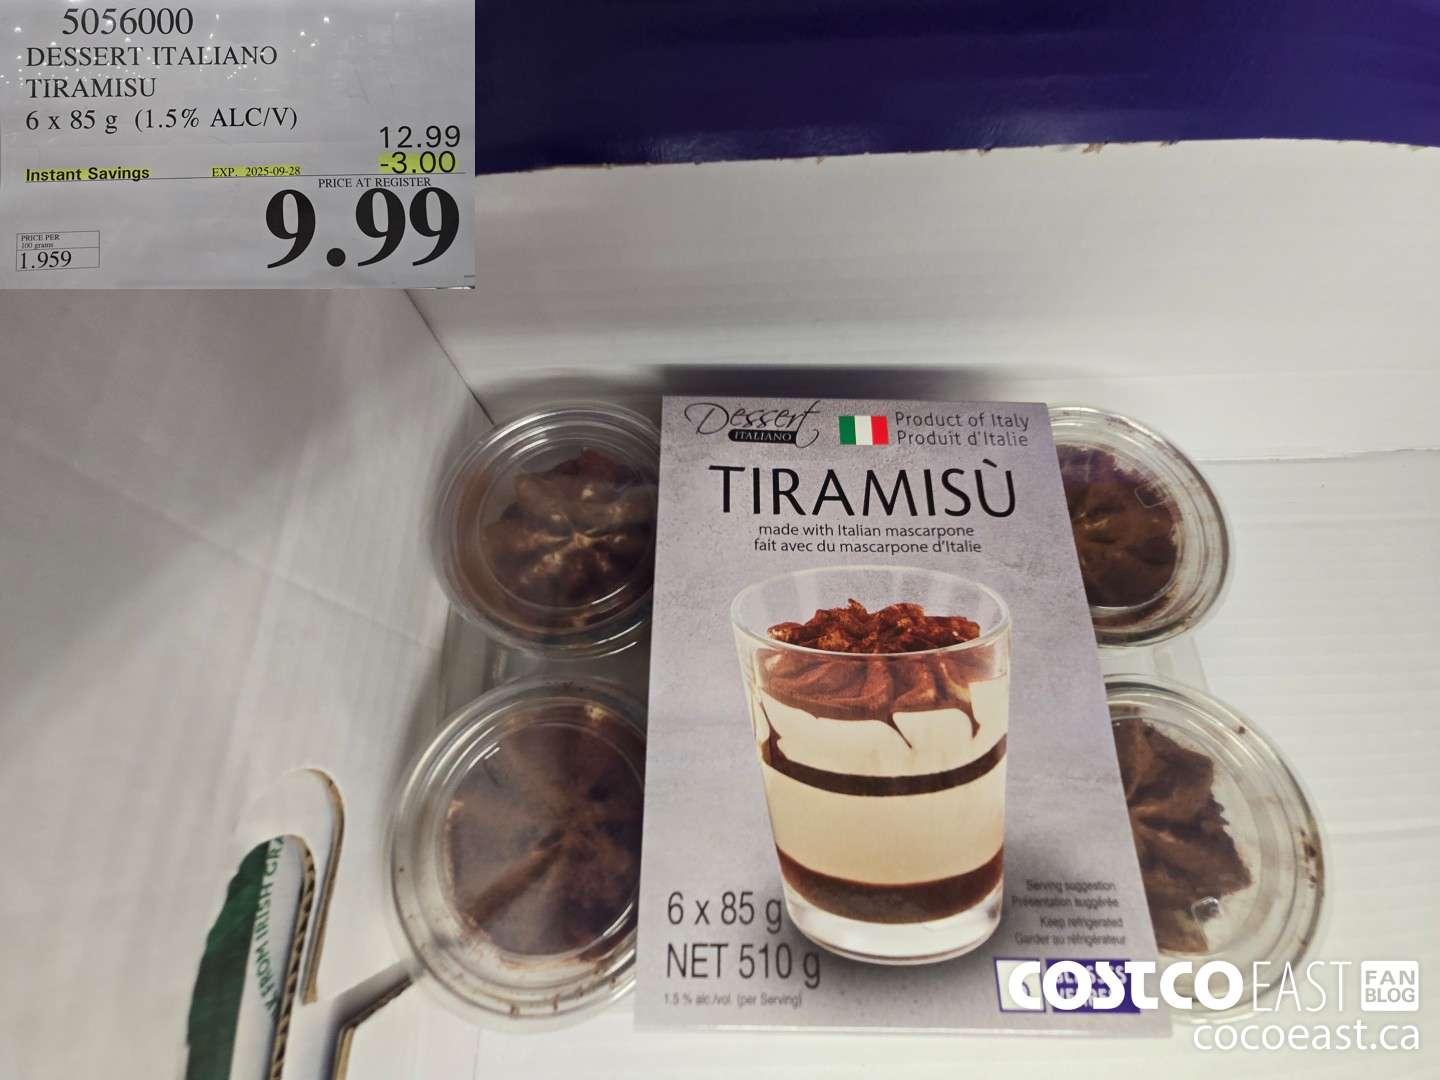 5056000
DESSERT ITALIANO
TIRAMISU
6 x 85 g (1.5% ALC/V)
12.99
-3.00
Instant Savings
EXP. 2025-09-28
PRICE AT REGISTER
9.99
PRICE PER
100 grams
1.959
Dessert
ITALIANO
Product of Italy
Produit d'Italie
TIRAMISÙ
made with Italian mascarpone
fait avec du mascarpone d'Italie
6 x 85 g
NET 510 g
1.5 % alc./vol. (per Serving)
Serving suggestion
Présentation suggérée
Keep refrigerated
Garder au réfrigérateur
FROM IRISH
COSTCO EAST FAN BLOG
cocoeast.ca